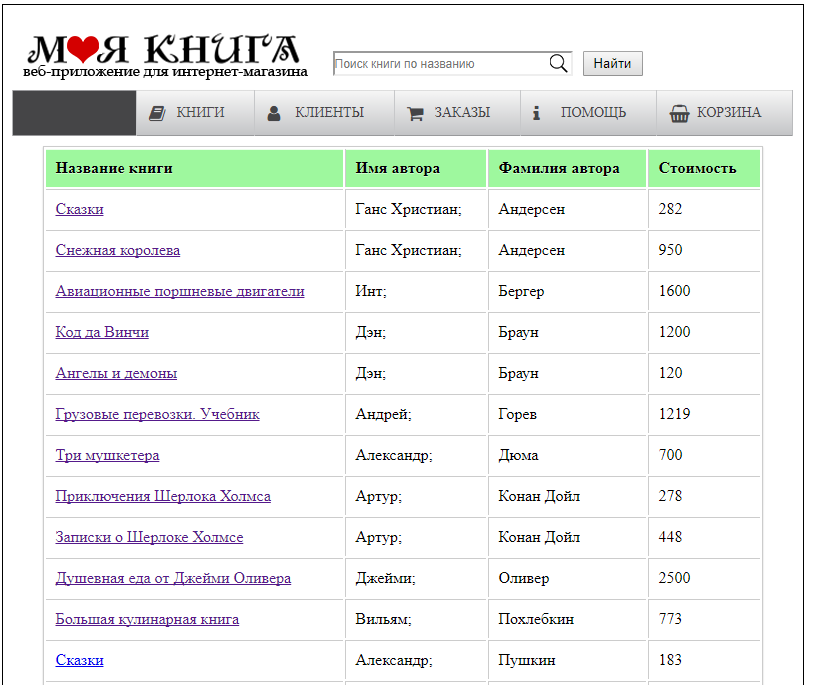 МОЯ КНИГА
веб-приложение для интернет-магазина
Поиск книги по названию
Найти
КНИГИ КЛИЕНТЫ ЗАКАЗЫ ПОМОЩЬ КОРЗИНА
Название книги Имя автора Фамилия автора Стоимость
Сказки Ганс Христиан; Андерсен 282
Снежная королева Ганс Христиан; Андерсен 950
Авиационные поршневые двигатели Инт; Бергер 1600
Код да Винчи Дэн; Браун 1200
Ангелы и демоны Дэн; Браун 120
Грузовые перевозки. Учебник Андрей; Горев 1219
Три мушкетера Александр; Дюма 700
Приключения Шерлока Холмса Артур; Конан Дойл 278
Записки о Шерлоке Холмсе Артур; Конан Дойл 448
Душевная еда от Джейми Оливера Джейми; Оливер 2500
Большая кулинарная книга Вильям; Похлебкин 773
Сказки Александр; Пушкин 183